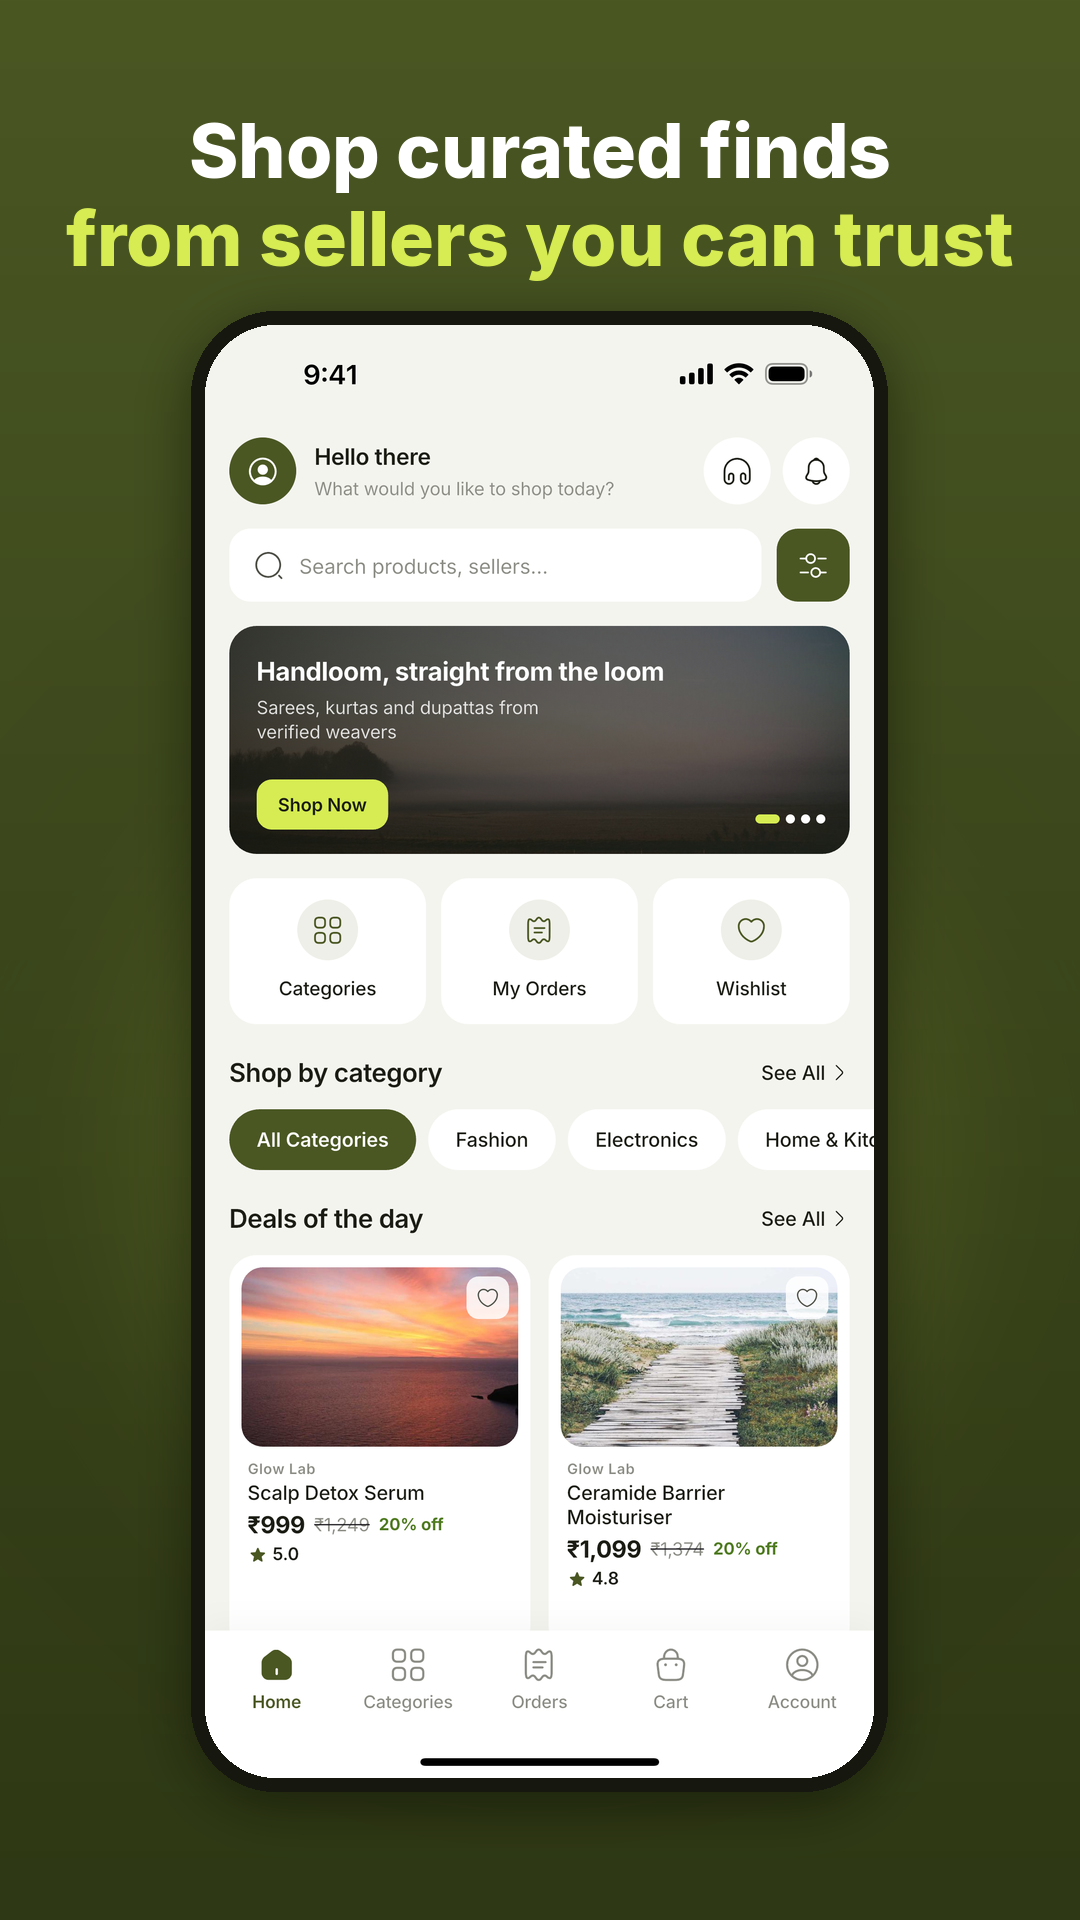 Shop curated finds
from sellers you can trust
9:41
Hello there
What would you like to shop today?
Search products, sellers...
Handloom, straight from the loom
Sarees, kurtas and dupattas from
verified weavers
Shop Now
Categories
My Orders
Wishlist
Shop by category
See All
All Categories
Fashion
Electronics
Home & Kitc
Deals of the day
See All
Glow Lab
Scalp Detox Serum
₹999 ₹1,249 20% off
5.0
Glow Lab
Ceramide Barrier
Moisturiser
₹1,099 ₹1,374 20% off
4.8
Home
Categories
Orders
Cart
Account